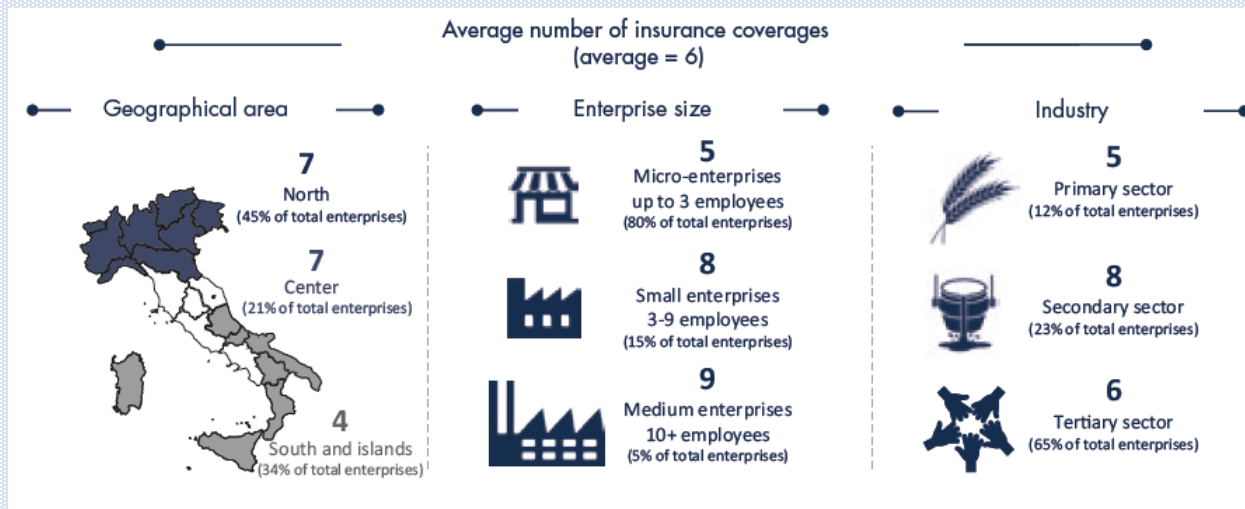 Average number of insurance coverages
(average = 6)
Geographical area
7
North
(45% of total enterprises)
7
Center
(21% of total enterprises)
4
South and islands
(34% of total enterprises)
Enterprise size
5
Micro-enterprises
up to 3 employees
(80% of total enterprises)
8
Small enterprises
3-9 employees
(15% of total enterprises)
9
Medium enterprises
10+ employees
(5% of total enterprises)
Industry
5
Primary sector
(12% of total enterprises)
8
Secondary sector
(23% of total enterprises)
6
Tertiary sector
(65% of total enterprises)